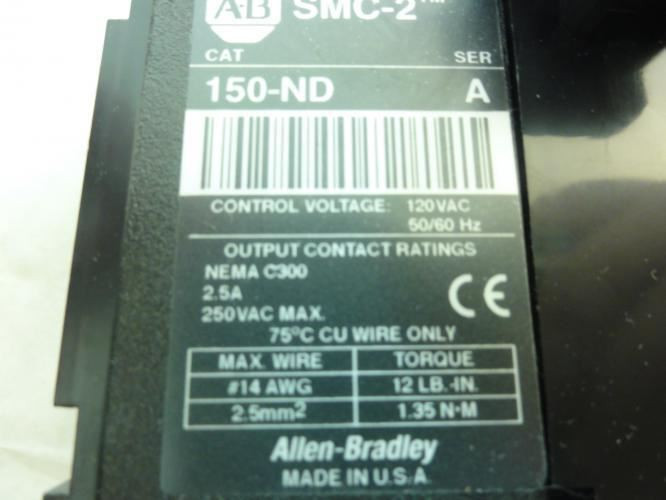 AB SMC-2™
CAT SER
150-ND A
CONTROL VOLTAGE: 120VAC
50/60 Hz
OUTPUT CONTACT RATINGS
NEMA C300
2.5A
250VAC MAX.
CE
75°C CU WIRE ONLY
MAX. WIRE TORQUE
#14 AWG 12 LB.-IN.
2.5mm² 1.35 N·M
Allen-Bradley
MADE IN U.S.A.